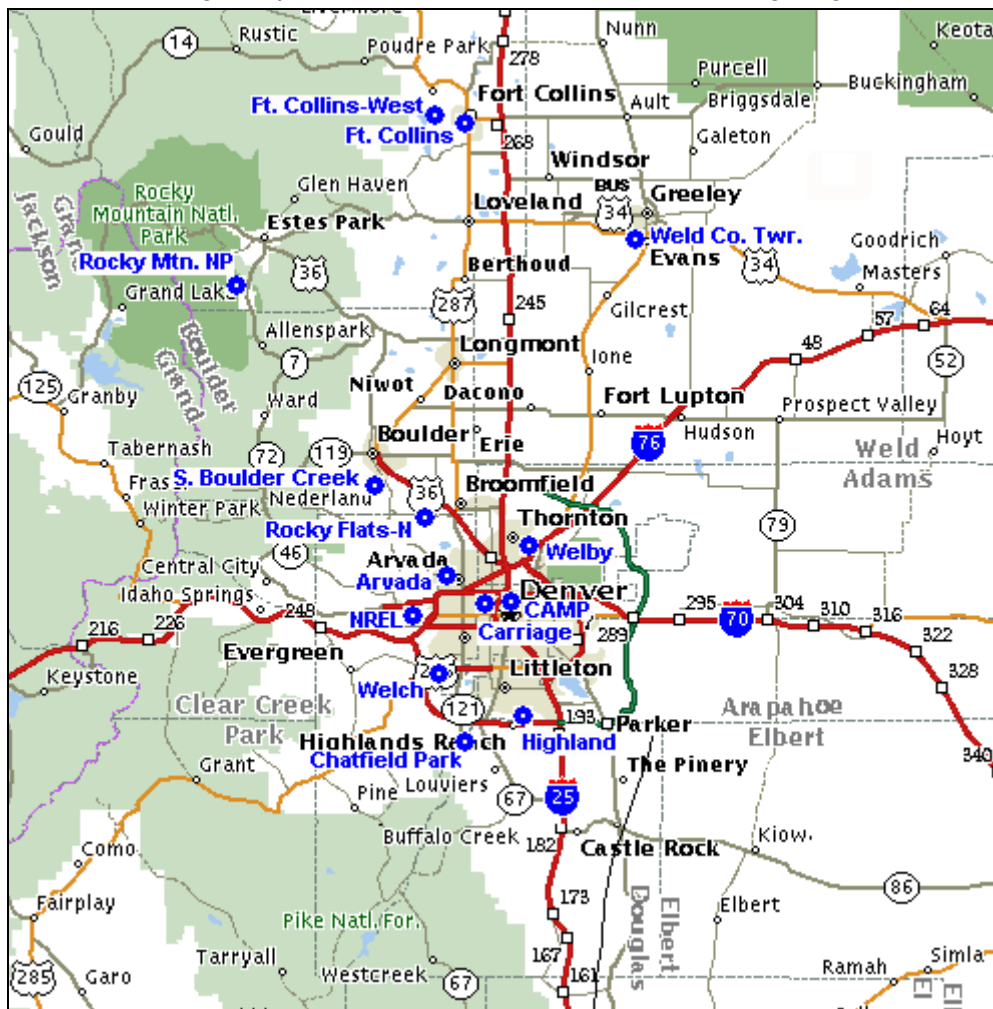 Livermore
Rustic
14
Poudre Park
278
Nunn
Keota
Purcell
Buckingham
Briggsdale
Ault
Fort Collins
Ft. Collins-West
Ft. Collins
Gould
268
Galeton
Windsor
Glen Haven
BUS
34
Greeley
Jackson
Grand
Rocky
Mountain Natl.
Park
Estes Park
Loveland
Weld Co. Twr.
Evans
Goodrich
34
Rocky Mtn. NP
36
Berthoud
Masters
Grand Lake
287
245
Gilcrest
57
64
Allenspark
Boulder
Grand
7
Longmont
48
Ione
52
125
Granby
Niwot
Dacono
Fort Lupton
Ward
Prospect Valley
Hudson
Tabernash
Boulder
Erie
76
Hoyt
72
119
Weld
Adams
S. Boulder Creek
Nederland
36
Broomfield
Winter Park
Rocky Flats-N
Thornton
79
46
Welby
Central City
Arvada
Arvada
Idaho Springs
Denver
CAMP
NREL
248
Carriage
295
70
304
310
316
216
226
289
322
Evergreen
Littleton
328
Keystone
Welch
Clear Creek
Park
121
193
Parker
Arapahoe
Elbert
Highlands Ranch
Highland
340
Chatfield Park
The Pinery
Grant
Louviers
Pine
67
25
Buffalo Creek
182
Castle Rock
Como
86
Fairplay
173
Elbert
Douglas
Elbert
Pike Natl. For.
167
Tarryall
Westcreek
67
161
285
Garo
Ramah
Simla
El